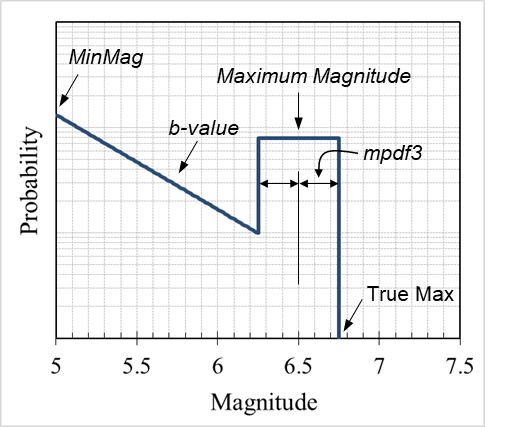 MinMag
Maximum Magnitude
b-value
mpdf3
Probability
True Max
5 5.5 6 6.5 7 7.5
Magnitude